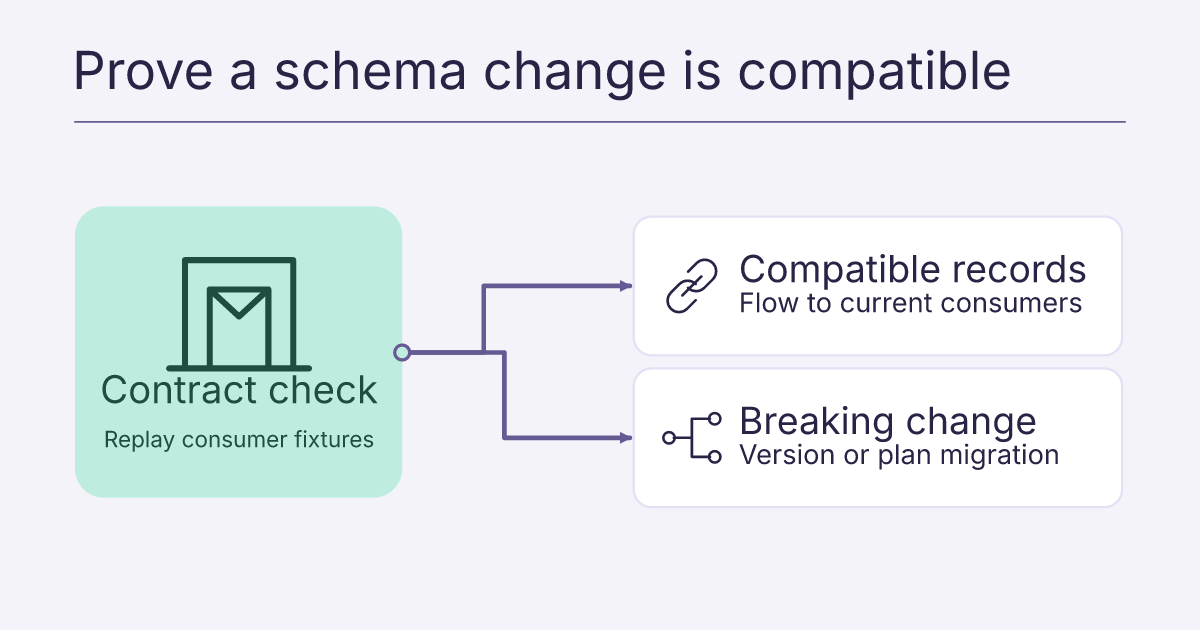 Prove a schema change is compatible
Contract check
Replay consumer fixtures
Compatible records
Flow to current consumers
Breaking change
Version or plan migration